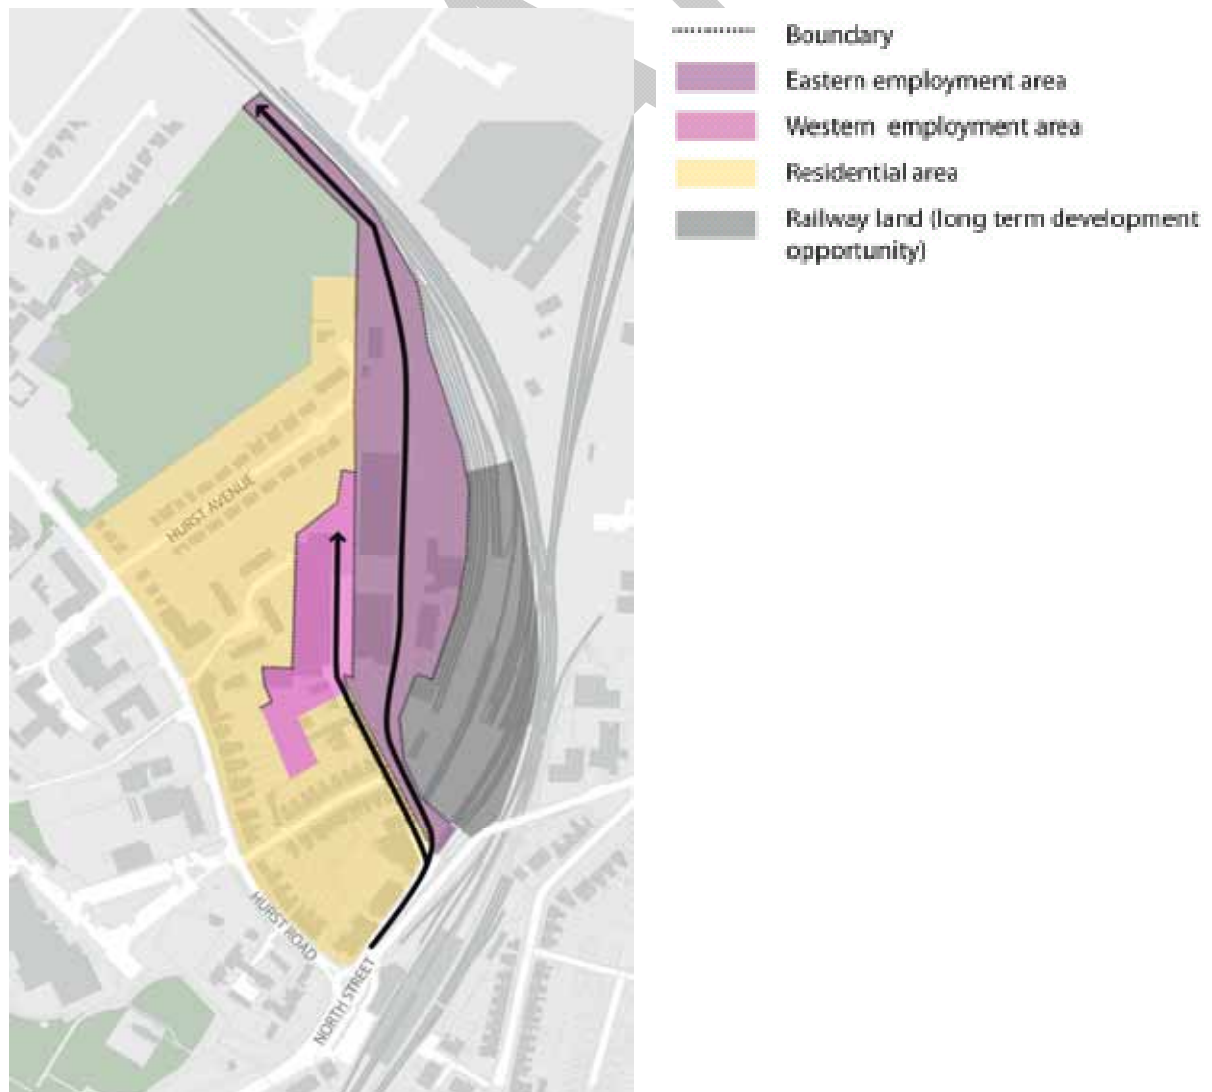 Boundary
Eastern employment area
Western employment area
Residential area
Railway land (long term development
opportunity)
HURST AVENUE
HURST ROAD
NORTH STREET